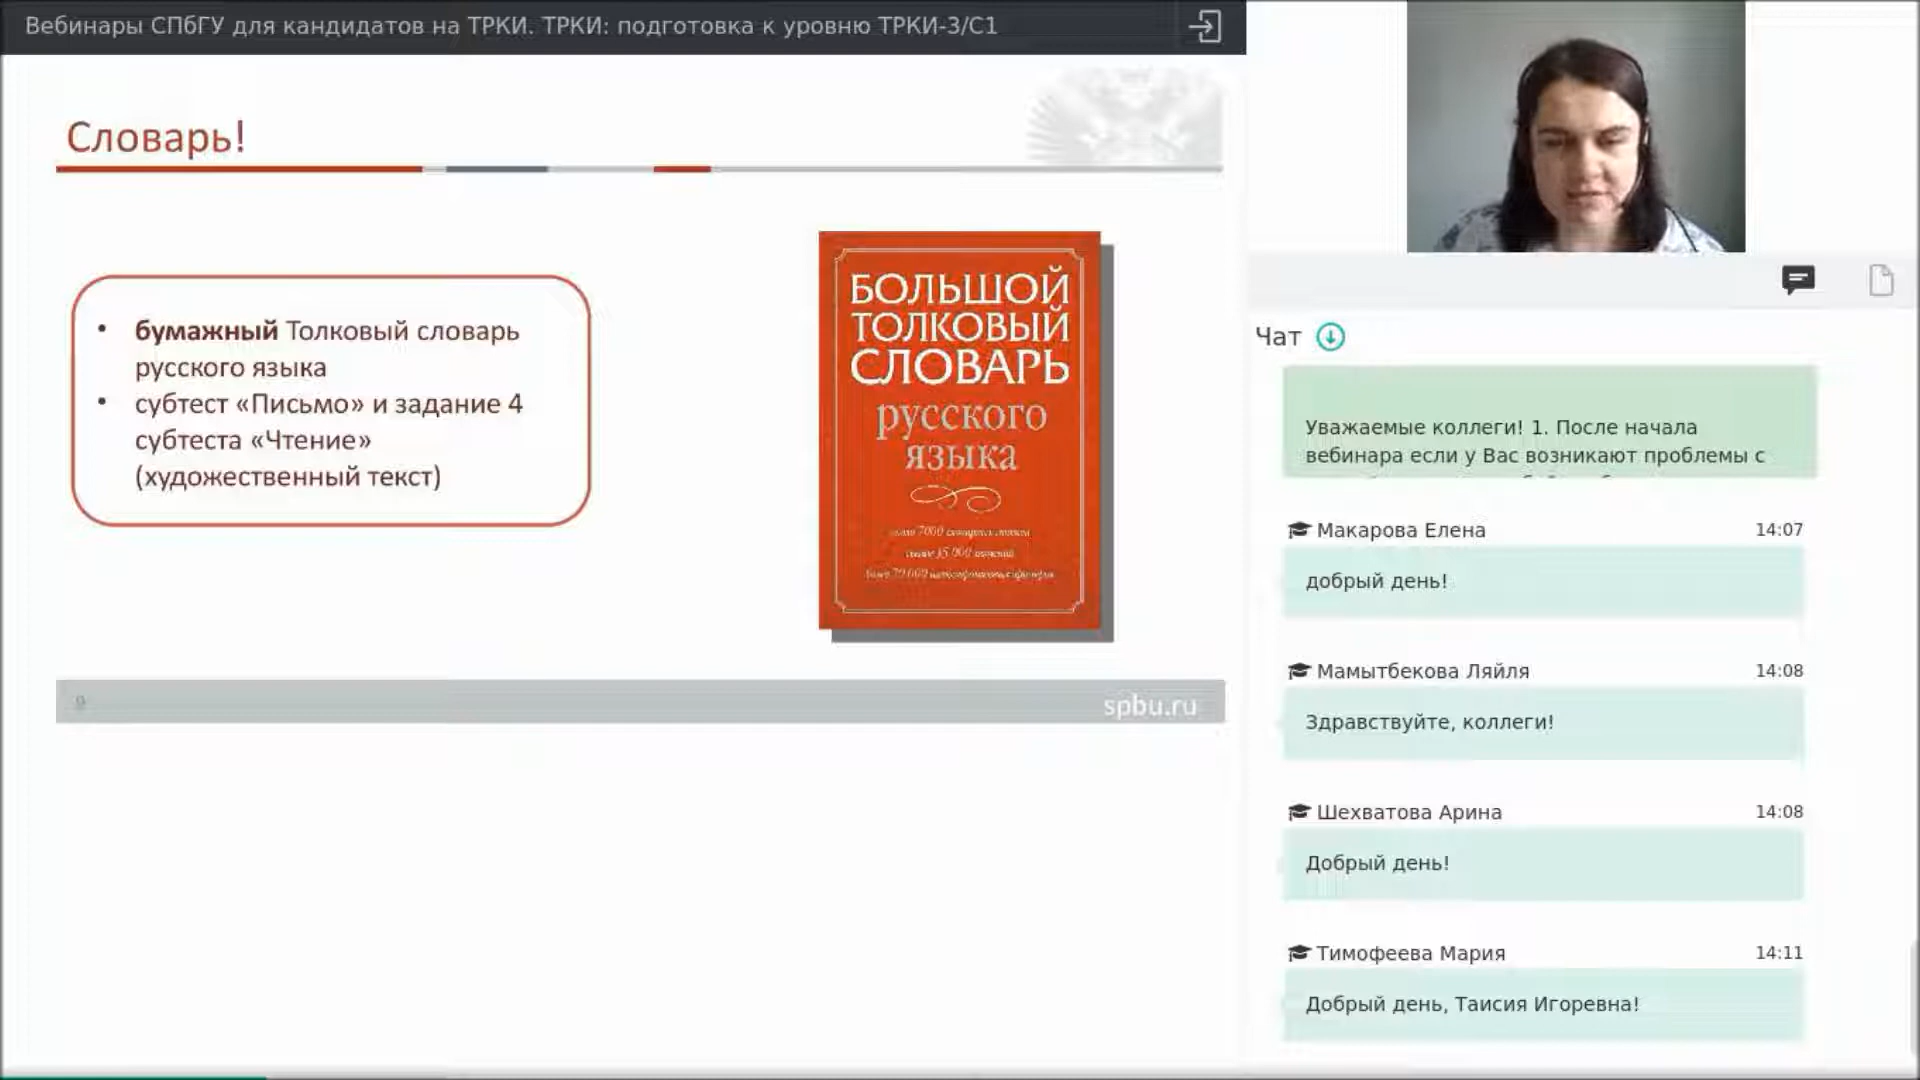 Вебинары СПбГУ для кандидатов на ТРКИ. ТРКИ: подготовка к уровню ТРКИ-3/С1
Словарь!
• бумажный Толковый словарь
русского языка
• субтест «Письмо» и задание 4
субтеста «Чтение»
(художественный текст)
БОЛЬШОЙ
ТОЛКОВЫЙ
СЛОВАРЬ
русского
языка
9
spbu.ru
Чат
Уважаемые коллеги! 1. После начала
вебинара если у Вас возникают проблемы с
Макарова Елена 14:07
добрый день!
Мамытбекова Ляйля 14:08
Здравствуйте, коллеги!
Шехватова Арина 14:08
Добрый день!
Тимофеева Мария 14:11
Добрый день, Таисия Игоревна!